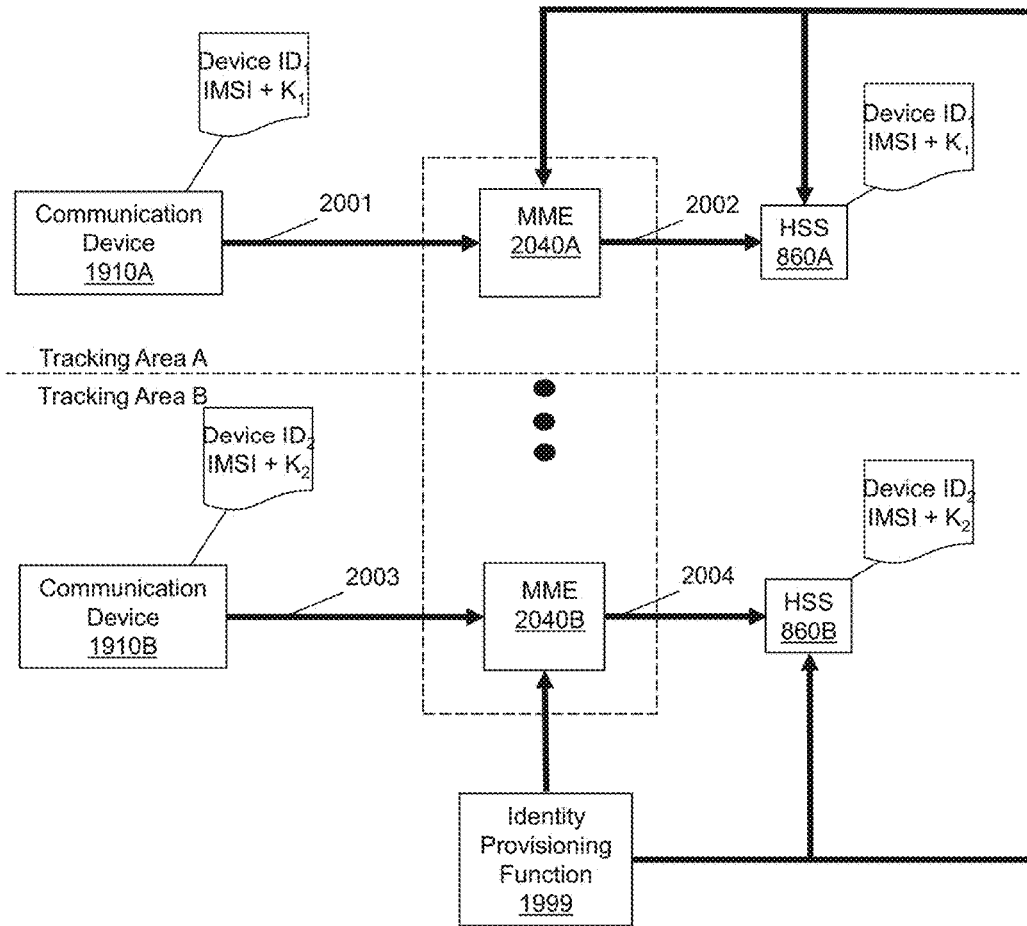 Device ID₁
IMSI + K₁
Device ID₁
IMSI + K₁
Communication
Device
1910A
2001
MME
2040A
2002
HSS
860A
Tracking Area A
Tracking Area B
Device ID₂
IMSI + K₂
Device ID₂
IMSI + K₂
Communication
Device
1910B
2003
MME
2040B
2004
HSS
860B
Identity
Provisioning
Function
1999